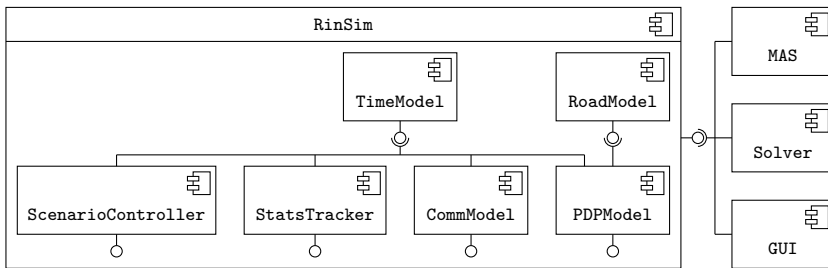 RinSim
MAS
TimeModel
RoadModel
Solver
ScenarioController
StatsTracker
CommModel
PDPModel
GUI